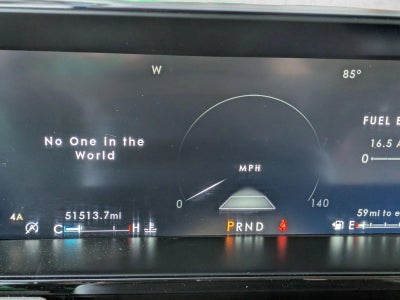 W 85°
FUEL
No One in the
World
16.5
0
MPH
0 140
4A
51513.7mi
59mi to e
C H
PRND
E